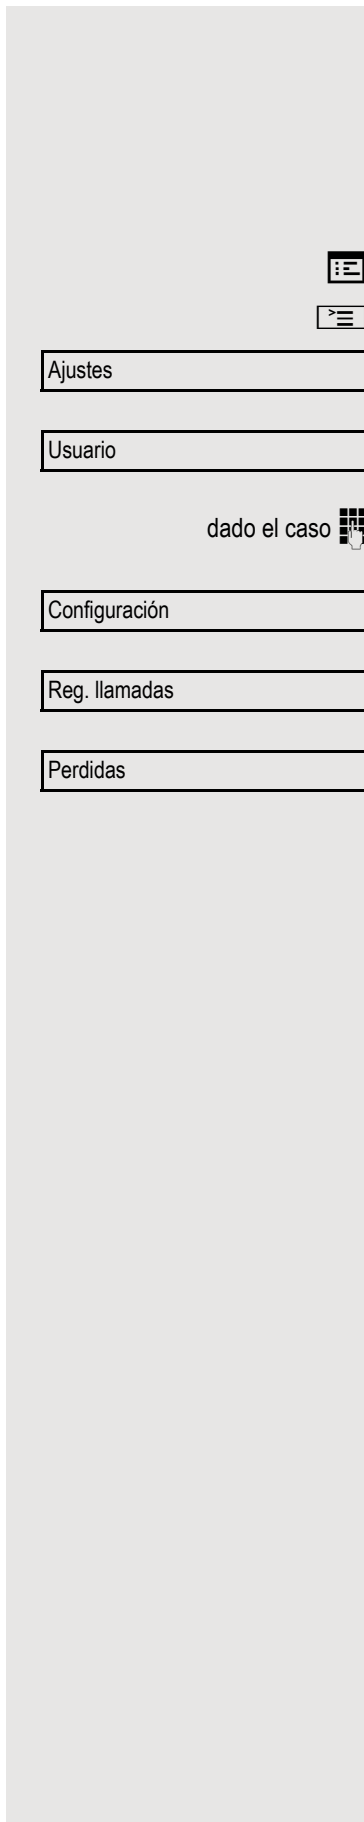 Ajustes
Usuario
dado el caso
Configuración
Reg. llamadas
Perdidas